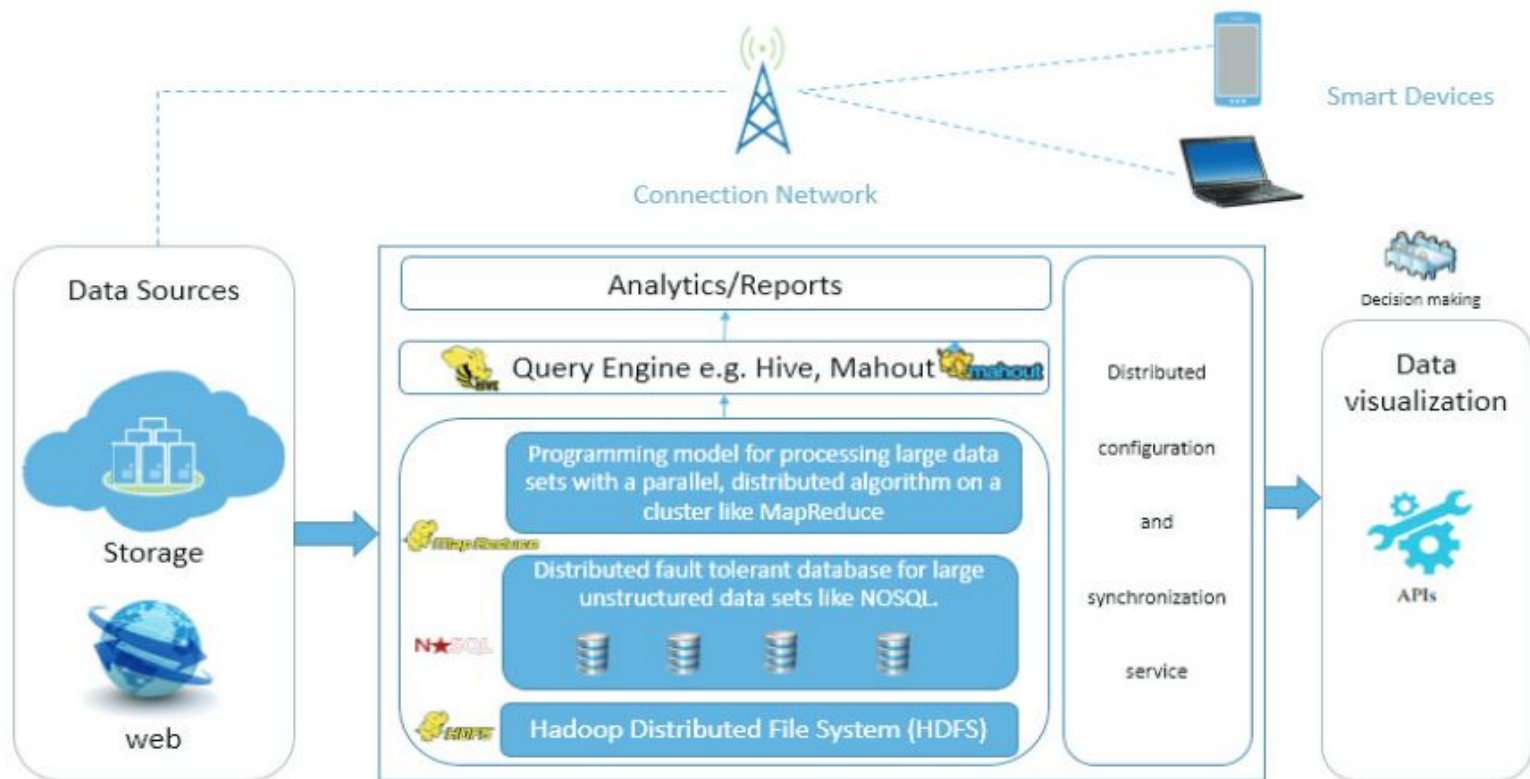 Smart Devices
Connection Network
Data Sources
Storage
web
Analytics/Reports
HIVE
Query Engine e.g. Hive, Mahout
mahout
Programming model for processing large data
sets with a parallel, distributed algorithm on a
cluster like MapReduce
Map Reduce
Distributed fault tolerant database for large
unstructured data sets like NOSQL.
N★SQL
HDFS
Hadoop Distributed File System (HDFS)
Distributed
configuration
and
synchronization
service
Decision making
Data
visualization
APIs